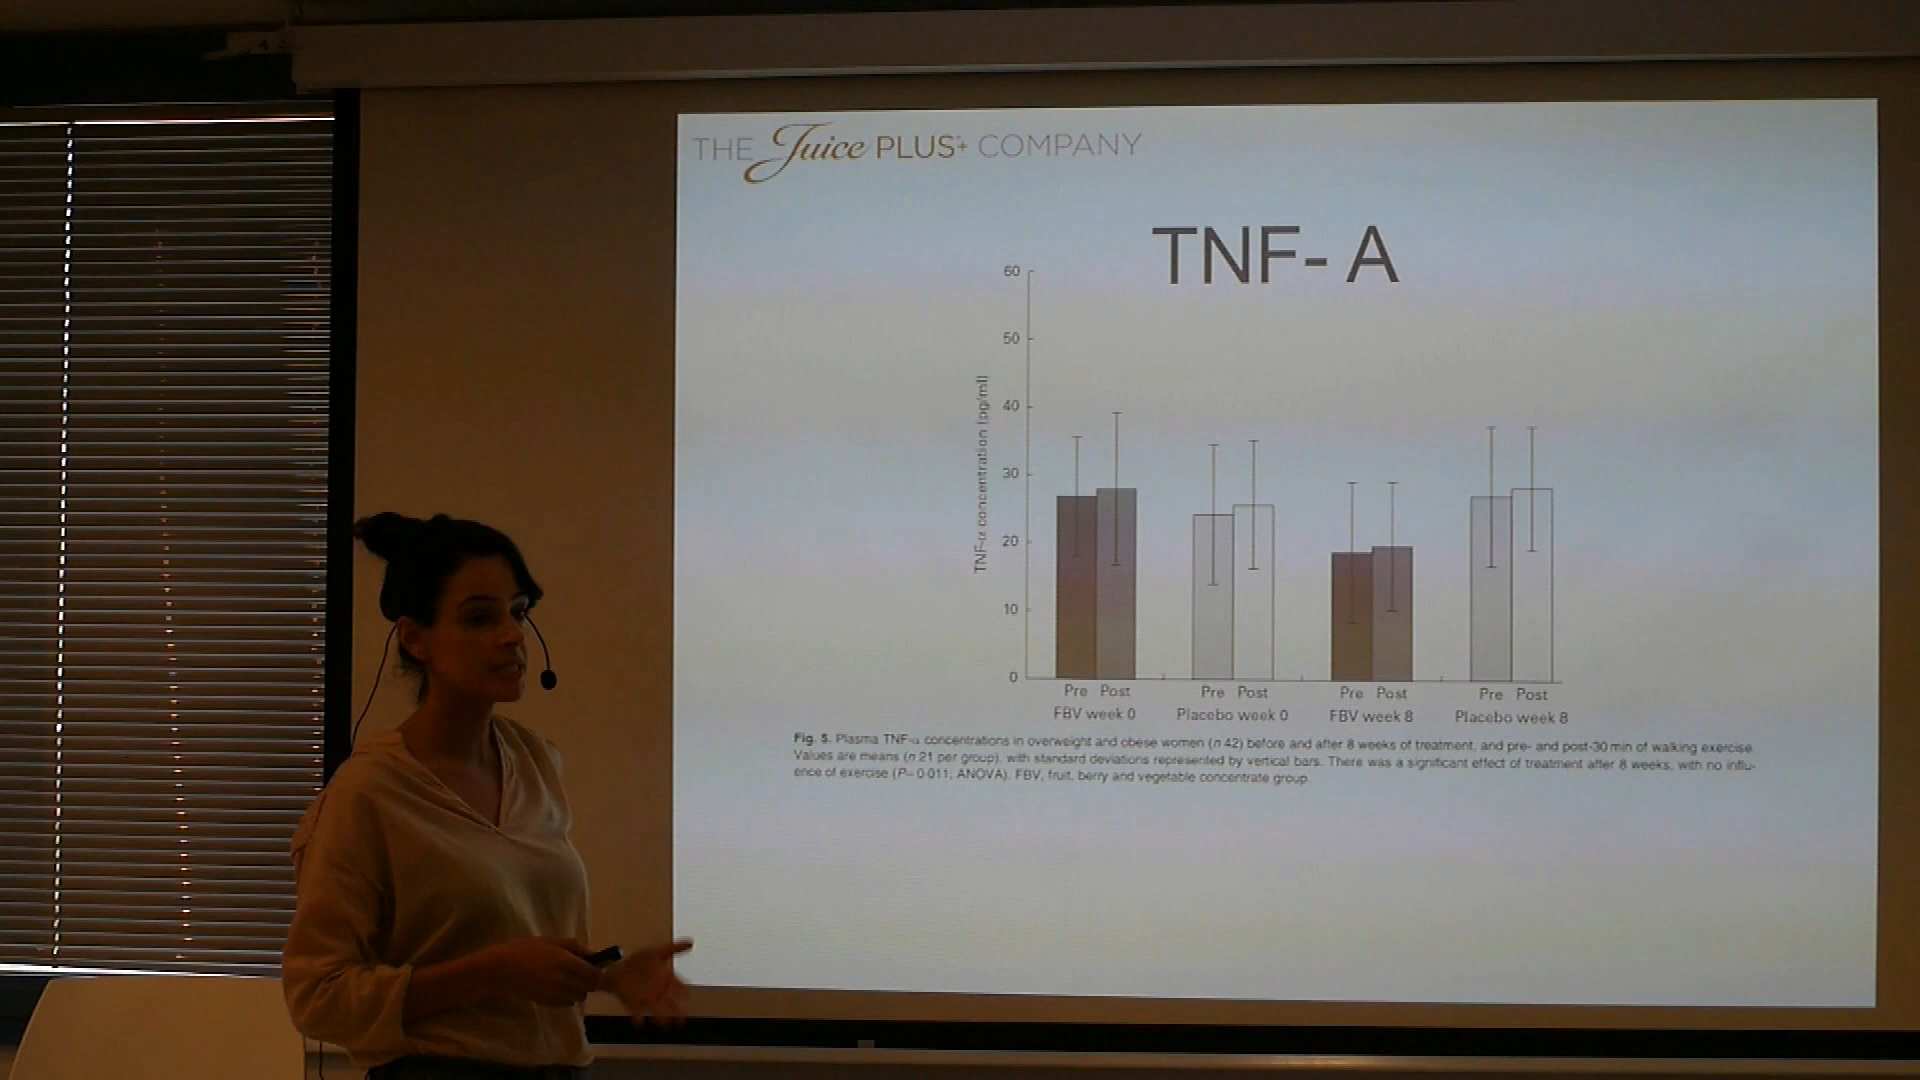 THE Juice PLUS+ COMPANY
TNF- A
60
50
40
30
20
10
0
TNF-α concentration (pg/ml)
Pre Post Pre Post Pre Post Pre Post
FBV week 0 Placebo week 0 FBV week 8 Placebo week 8
Fig. 5. Plasma TNF-α concentrations in overweight and obese women (n 42) before and after 8 weeks of treatment, and pre- and post-30 min of walking exercise.
Values are means (n 21 per group), with standard deviations represented by vertical bars. There was a significant effect of treatment after 8 weeks, with no influ-
ence of exercise (P= 0·011; ANOVA). FBV, fruit, berry and vegetable concentrate group.